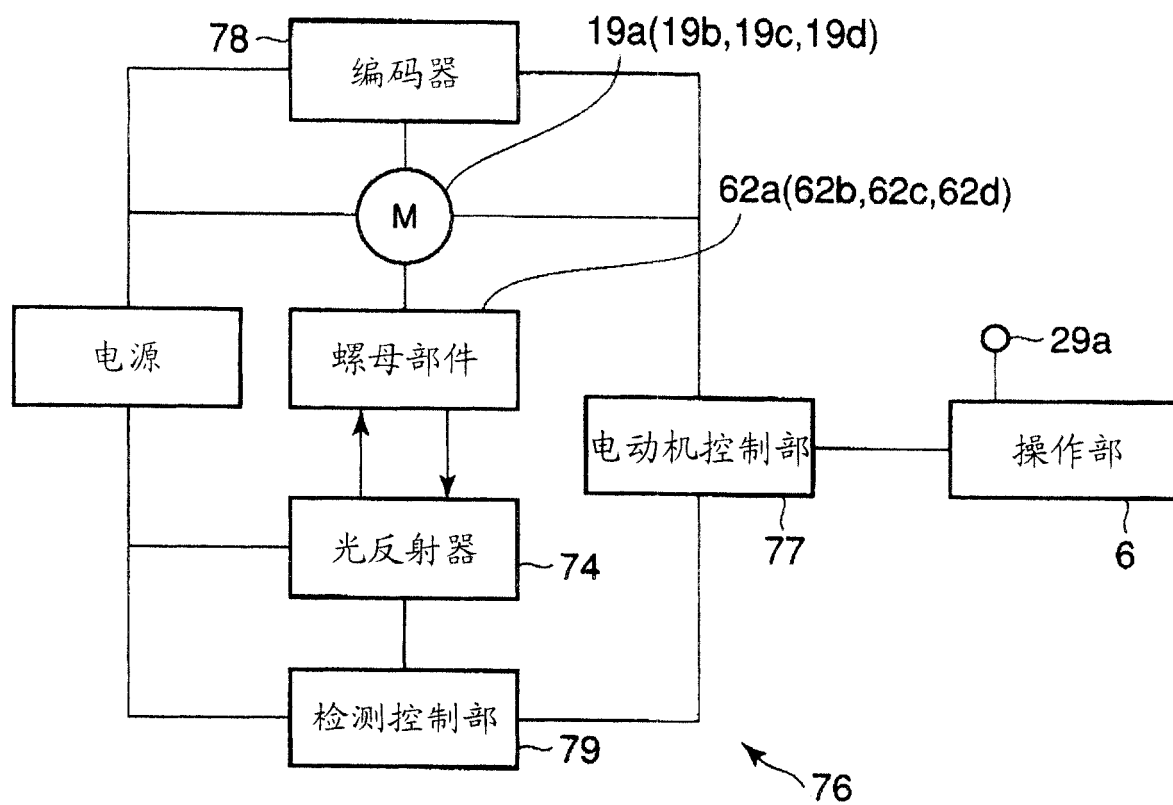 78
编码器
19a(19b,19c,19d)
M
62a(62b,62c,62d)
电源
螺母部件
29a
电动机控制部
操作部
光反射器
74
77
6
检测控制部
79
76